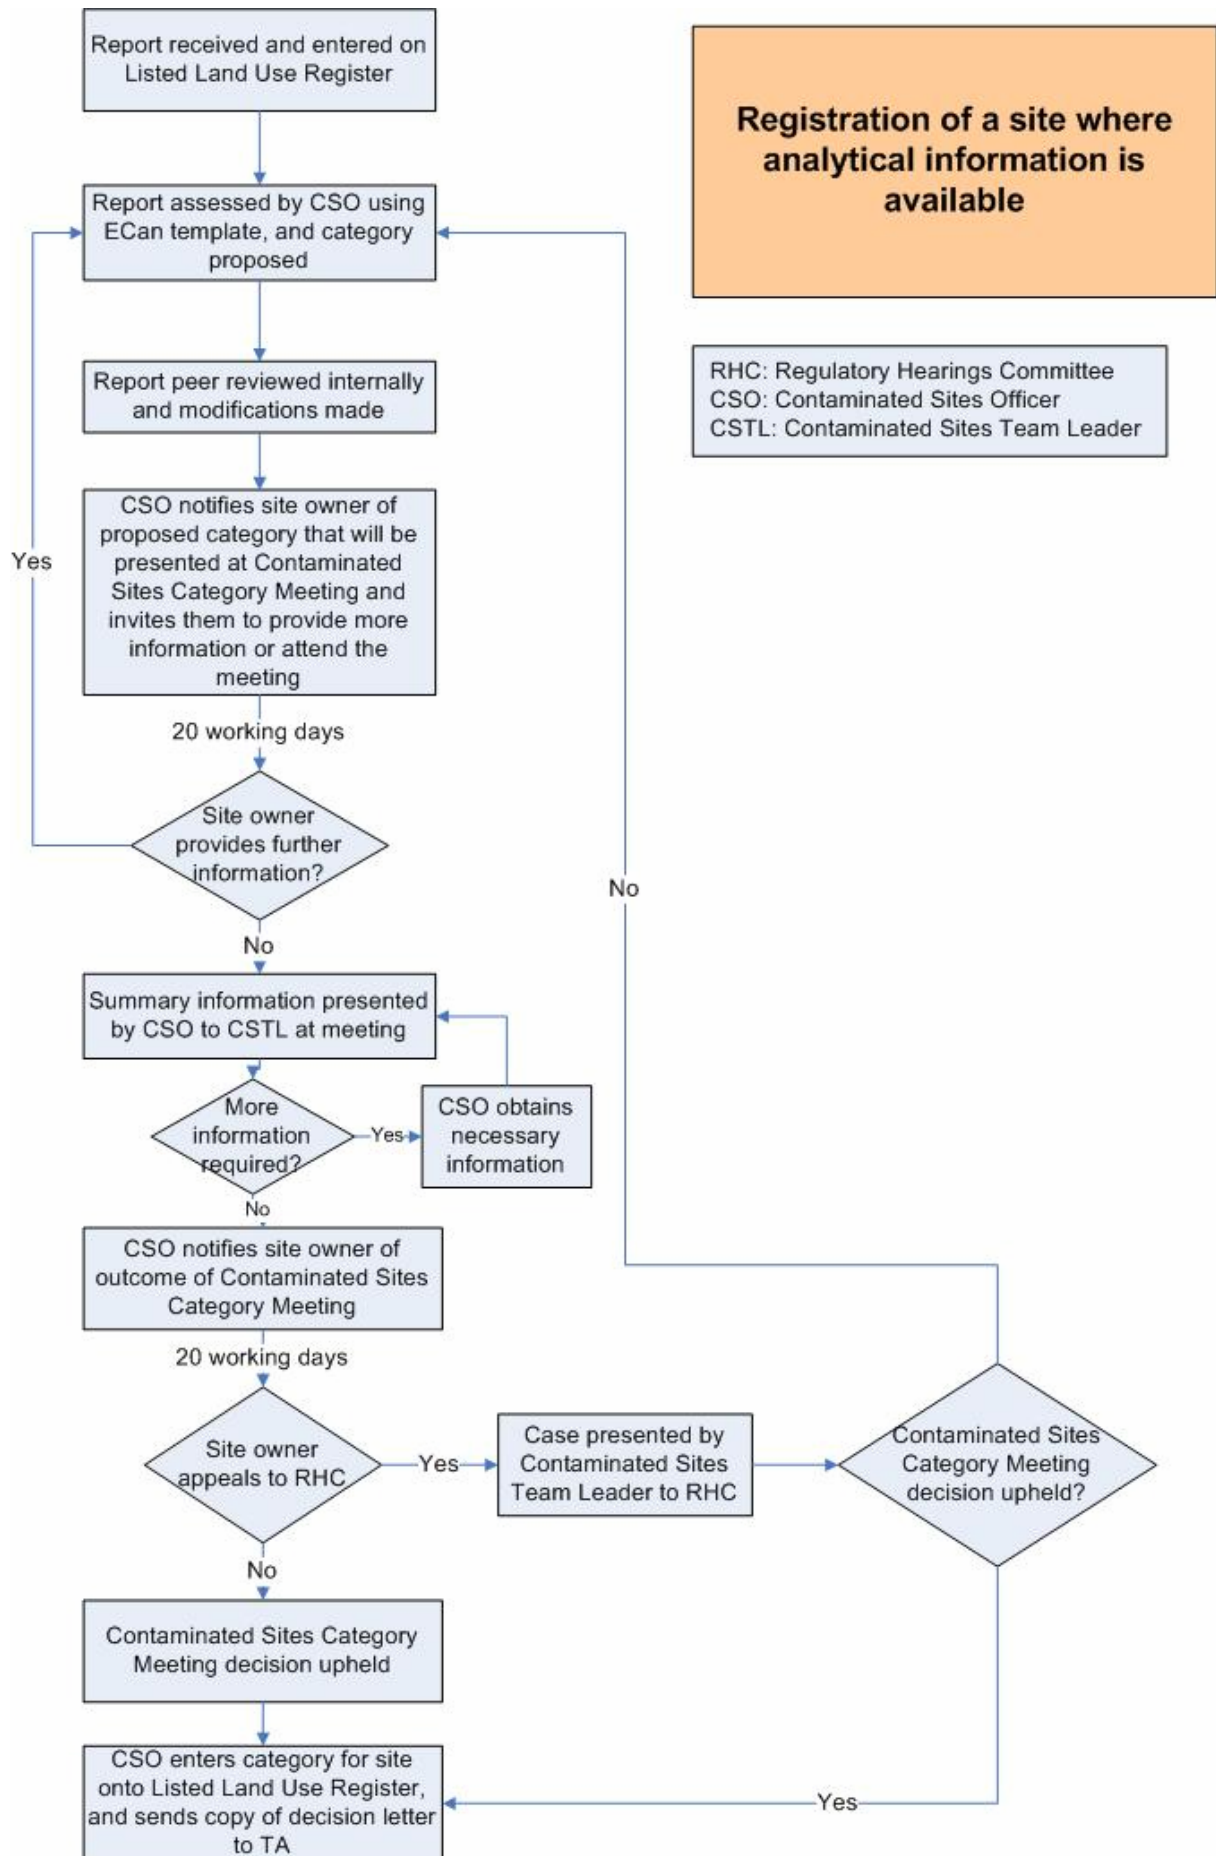 Report received and entered on
Listed Land Use Register
Registration of a site where
analytical information is
available
Report assessed by CSO using
ECan template, and category
proposed
RHC: Regulatory Hearings Committee
CSO: Contaminated Sites Officer
CSTL: Contaminated Sites Team Leader
Report peer reviewed internally
and modifications made
CSO notifies site owner of
proposed category that will be
presented at Contaminated
Sites Category Meeting and
invites them to provide more
information or attend the
meeting
Yes
20 working days
Site owner
provides further
information?
No
No
Summary information presented
by CSO to CSTL at meeting
More
information
required?
Yes
CSO obtains
necessary
information
No
CSO notifies site owner of
outcome of Contaminated Sites
Category Meeting
20 working days
Site owner
appeals to RHC
Yes
Case presented by
Contaminated Sites
Team Leader to RHC
Contaminated Sites
Category Meeting
decision upheld?
No
Contaminated Sites Category
Meeting decision upheld
CSO enters category for site
onto Listed Land Use Register,
and sends copy of decision letter
to TA
Yes